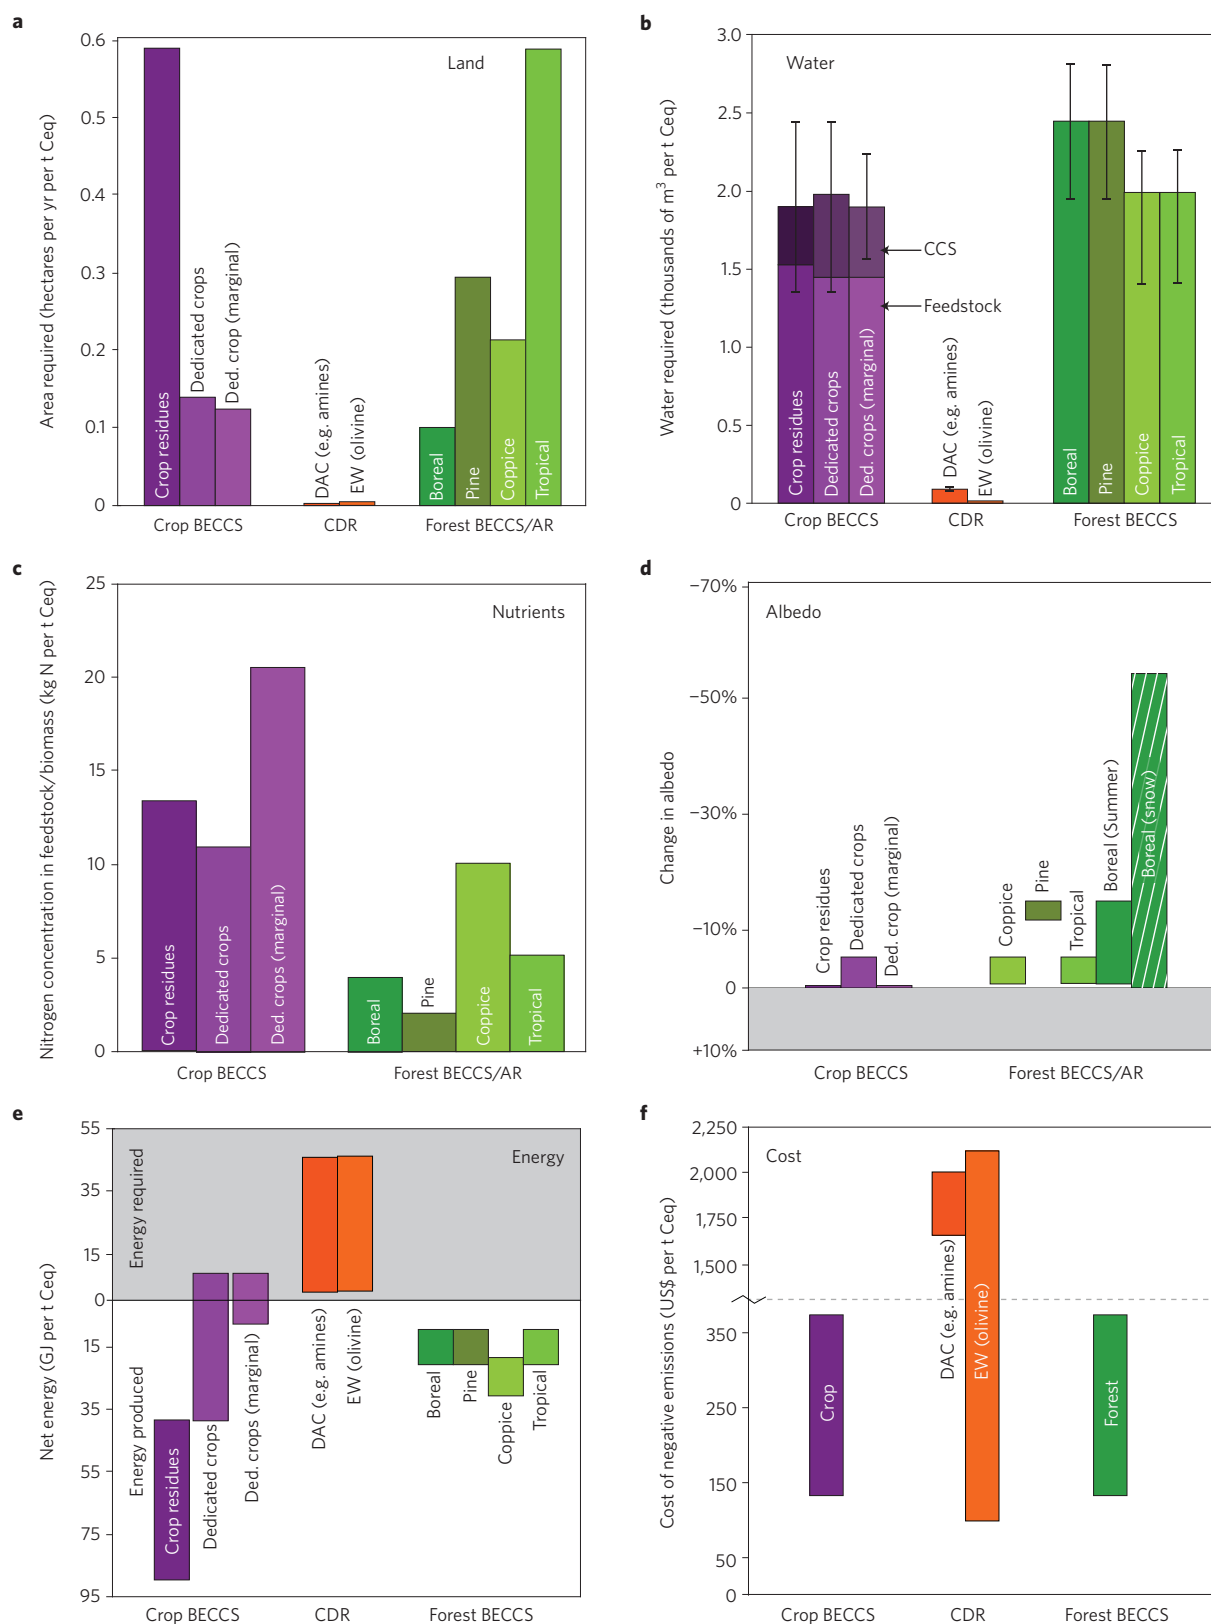 a
Land
Area required (hectares per yr per t Ceq)
0.6
0.5
0.4
0.3
0.2
0.1
0
Crop residues
Dedicated crops
Ded. crop (marginal)
DAC (e.g. amines)
EW (olivine)
Boreal
Pine
Coppice
Tropical
Crop BECCS
CDR
Forest BECCS/AR
b
Water
Water required (thousands of m³ per t Ceq)
3.0
2.5
2.0
1.5
1.0
0.5
0
Crop residues
Dedicated crops
Ded. crops (marginal)
CCS
Feedstock
DAC (e.g. amines)
EW (olivine)
Boreal
Pine
Coppice
Tropical
Crop BECCS
CDR
Forest BECCS
c
Nutrients
Nitrogen concentration in feedstock/biomass (kg N per t Ceq)
25
20
15
10
5
0
Crop residues
Dedicated crops
Ded. crops (marginal)
Boreal
Pine
Coppice
Tropical
Crop BECCS
Forest BECCS/AR
d
Albedo
Change in albedo
−70%
−50%
−30%
−10%
0
+10%
Crop residues
Dedicated crops
Ded. crop (marginal)
Coppice
Pine
Tropical
Boreal (Summer)
Boreal (snow)
Crop BECCS
Forest BECCS/AR
e
Energy
Net energy (GJ per t Ceq)
55
35
15
0
15
35
55
75
95
Energy required
Energy produced
Crop residues
Dedicated crops
Ded. crops (marginal)
DAC (e.g. amines)
EW (olivine)
Boreal
Pine
Coppice
Tropical
Crop BECCS
CDR
Forest BECCS
f
Cost
Cost of negative emissions (US$ per t Ceq)
2,250
2,000
1,750
1,500
350
250
150
50
0
Crop
DAC (e.g. amines)
EW (olivine)
Forest
Crop BECCS
CDR
Forest BECCS